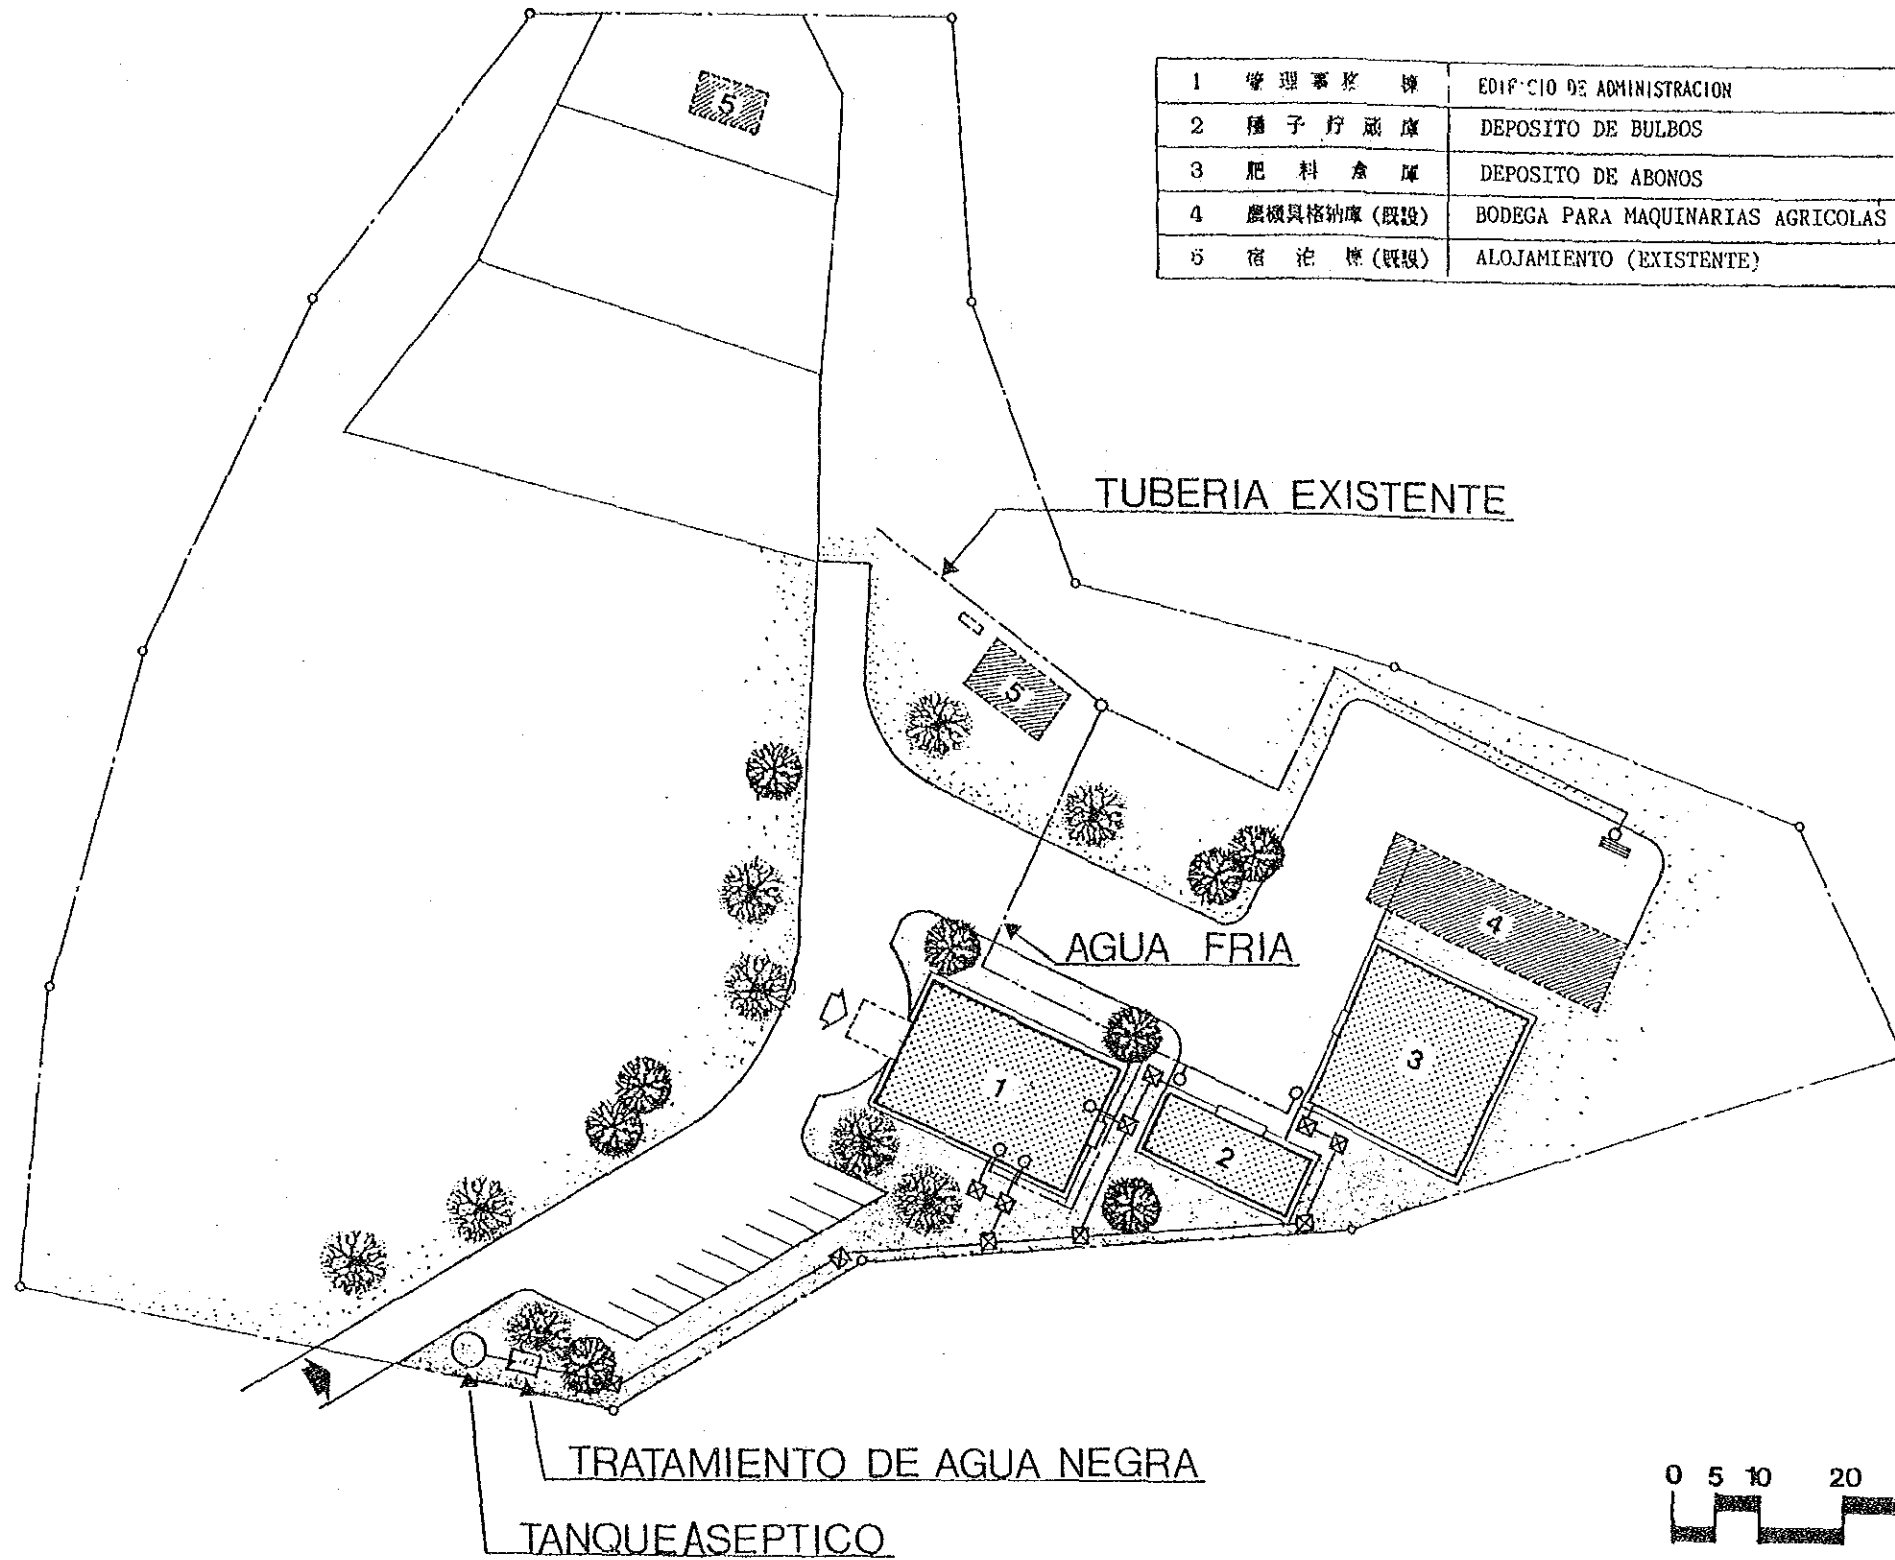 1 管理事務棟 EDIFICIO DE ADMINISTRACION
2 種子貯蔵庫 DEPOSITO DE BULBOS
3 肥料倉庫 DEPOSITO DE ABONOS
4 農機具格納庫(既設) BODEGA PARA MAQUINARIAS AGRICOLAS
5 宿泊棟(既設) ALOJAMIENTO (EXISTENTE)
5
TUBERIA EXISTENTE
5
4
AGUA FRIA
3
1
2
TRATAMIENTO DE AGUA NEGRA
TANQUEASEPTICO
0 5 10 20